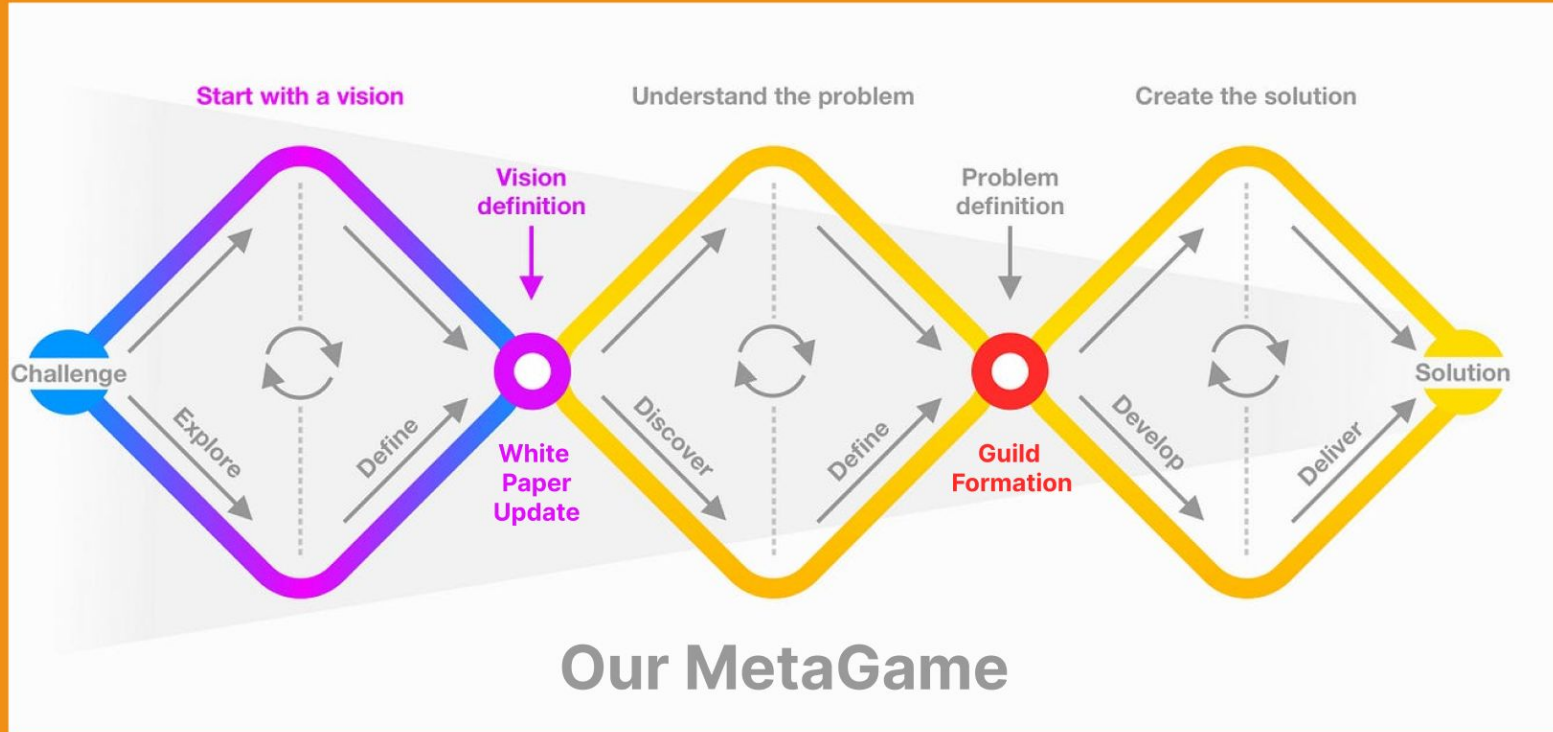 Start with a vision
Understand the problem
Create the solution
Vision
definition
Problem
definition
Challenge
Solution
Explore
Define
Discover
Define
Develop
Deliver
White
Paper
Update
Guild
Formation
Our MetaGame